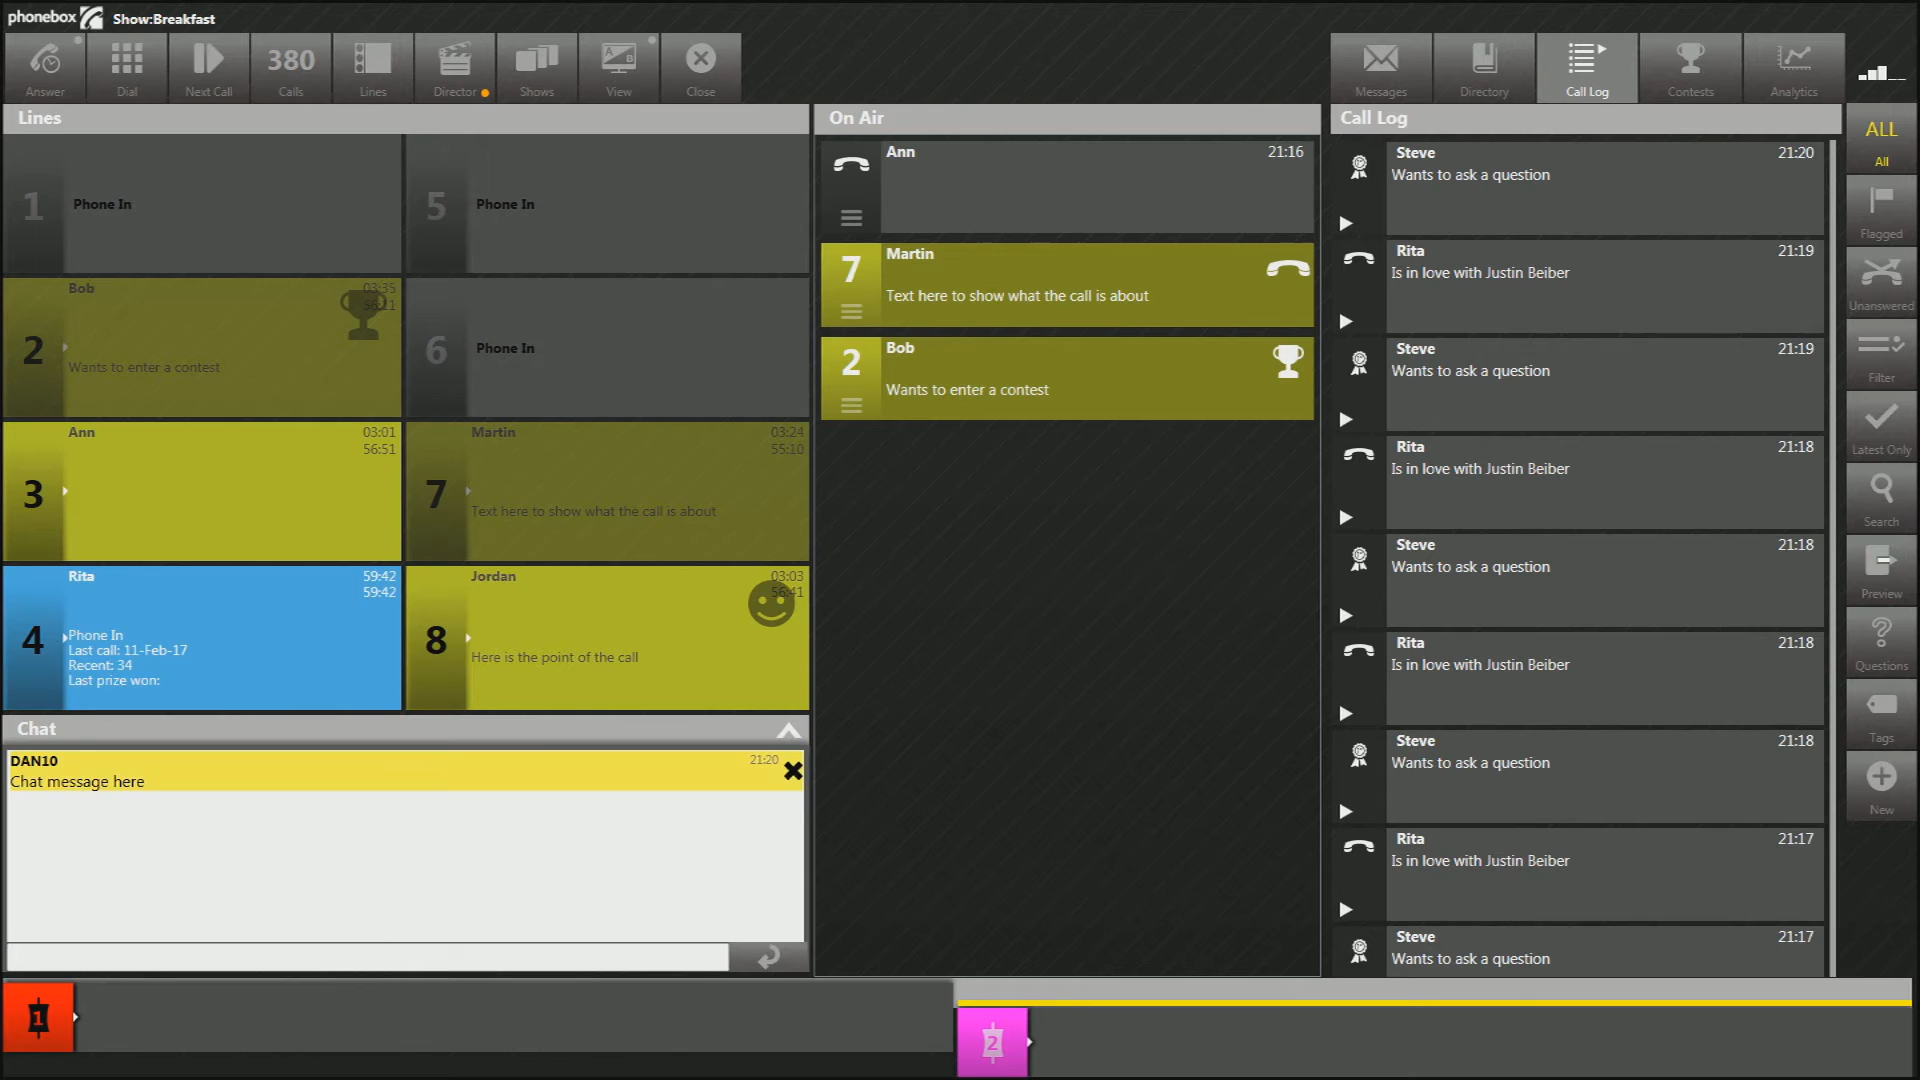 phonebox Show:Breakfast
Answer
Dial
Next Call
380
Calls
Lines
Director
Shows
A
B
View
Close
Messages
Directory
Call Log
Contests
Analytics
Lines
1
Phone In
5
Phone In
Bob
03:35
56:11
2
Wants to enter a contest
6
Phone In
Ann
03:01
56:51
3
Martin
03:24
55:10
7
Text here to show what the call is about
Rita
59:42
59:42
4
Phone In
Last call: 11-Feb-17
Recent: 34
Last prize won:
Jordan
03:03
56:41
8
Here is the point of the call
Chat
DAN10
21:20
Chat message here
On Air
Ann
21:16
7
Martin
Text here to show what the call is about
2
Bob
Wants to enter a contest
Call Log
Steve
21:20
Wants to ask a question
Rita
21:19
Is in love with Justin Beiber
Steve
21:19
Wants to ask a question
Rita
21:18
Is in love with Justin Beiber
Steve
21:18
Wants to ask a question
Rita
21:18
Is in love with Justin Beiber
Steve
21:18
Wants to ask a question
Rita
21:17
Is in love with Justin Beiber
Steve
21:17
Wants to ask a question
ALL
All
Flagged
Unanswered
Filter
Latest Only
Search
Preview
Questions
Tags
New
1
2